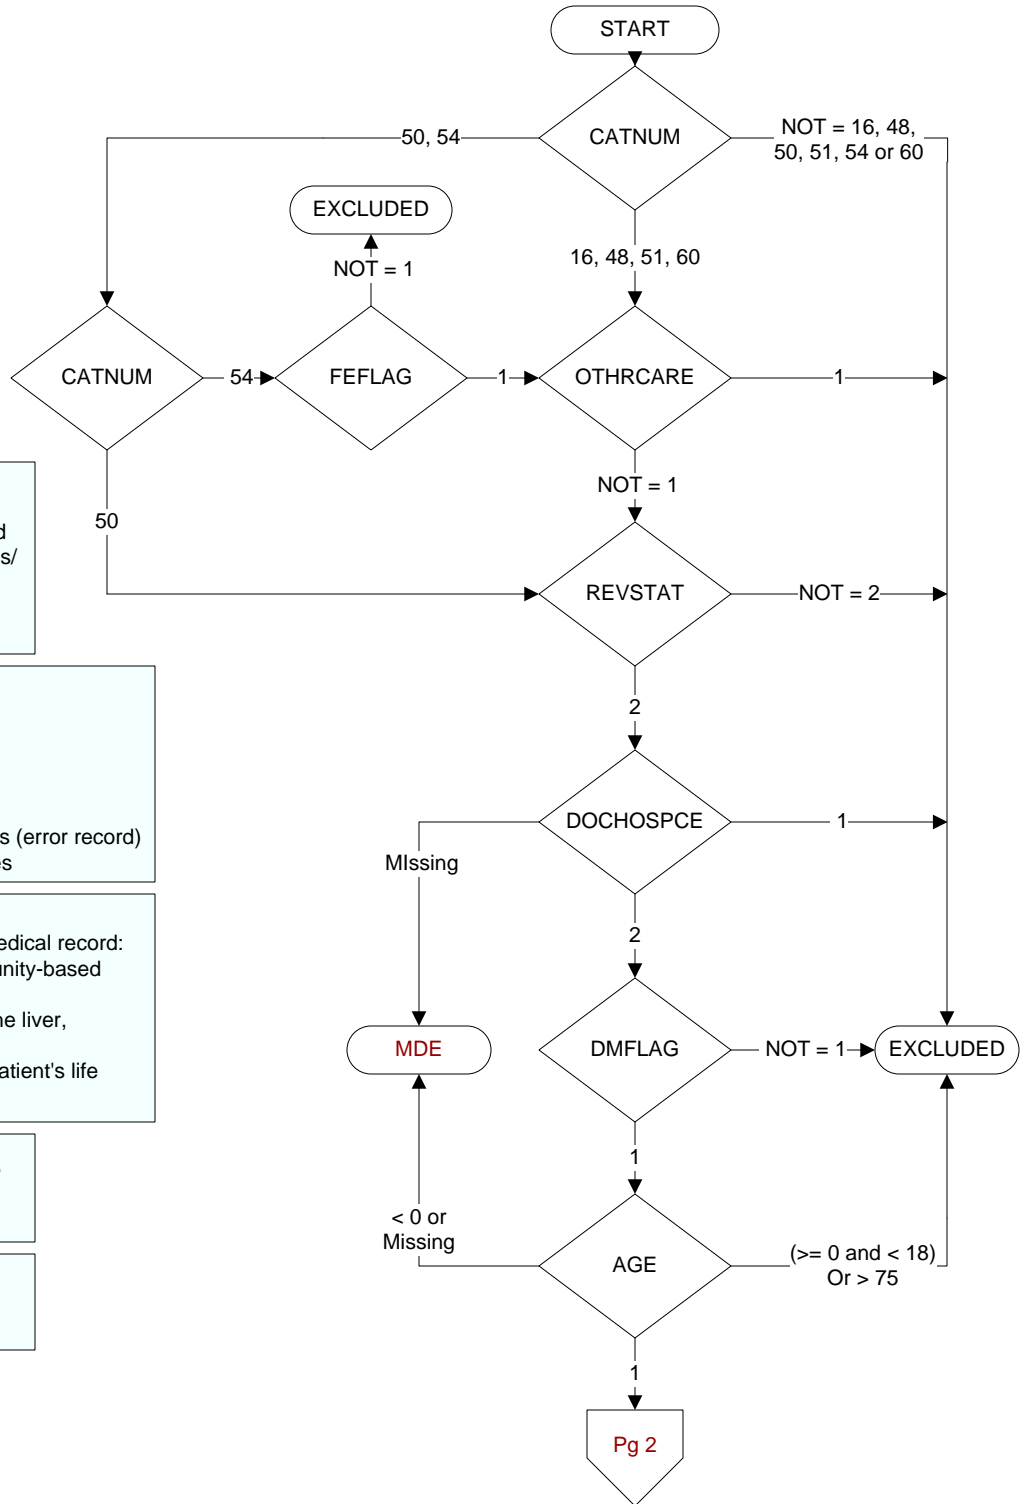 START
CATNUM
50, 54
NOT = 16, 48,
50, 51, 54 or 60
EXCLUDED
NOT = 1
16, 48, 51, 60
CATNUM
54
FEFLAG
1
OTHRCARE
1
NOT = 1
50
REVSTAT
NOT = 2
2
DOCHOSPCE
1
MIssing
2
MDE
DMFLAG
NOT = 1
EXCLUDED
1
< 0 or
Missing
AGE
(>= 0 and < 18)
Or > 75
1
Pg 2
d
s/
s (error record)
es
edical record:
unity-based
ne liver,
atient's life